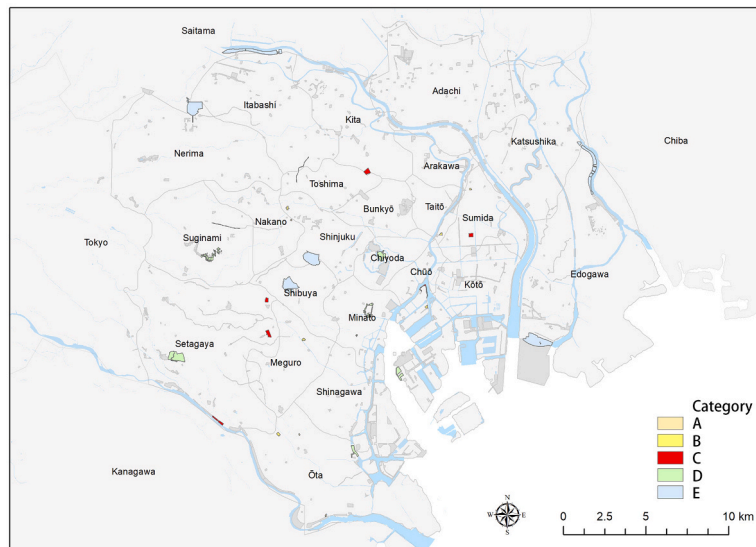 Saitama
Adachi
Itabashi
Kita
Katsushika
Chiba
Nerima
Arakawa
Toshima
Bunkyō
Taitō
Sumida
Nakano
Suginami
Shinjuku
Tokyo
Chiyoda
Chūō
Edogawa
Kōtō
Shibuya
Minato
Setagaya
Meguro
Shinagawa
Kanagawa
Ōta
Category
A
B
C
D
E
N
W
E
S
0
2.5
5
10 km